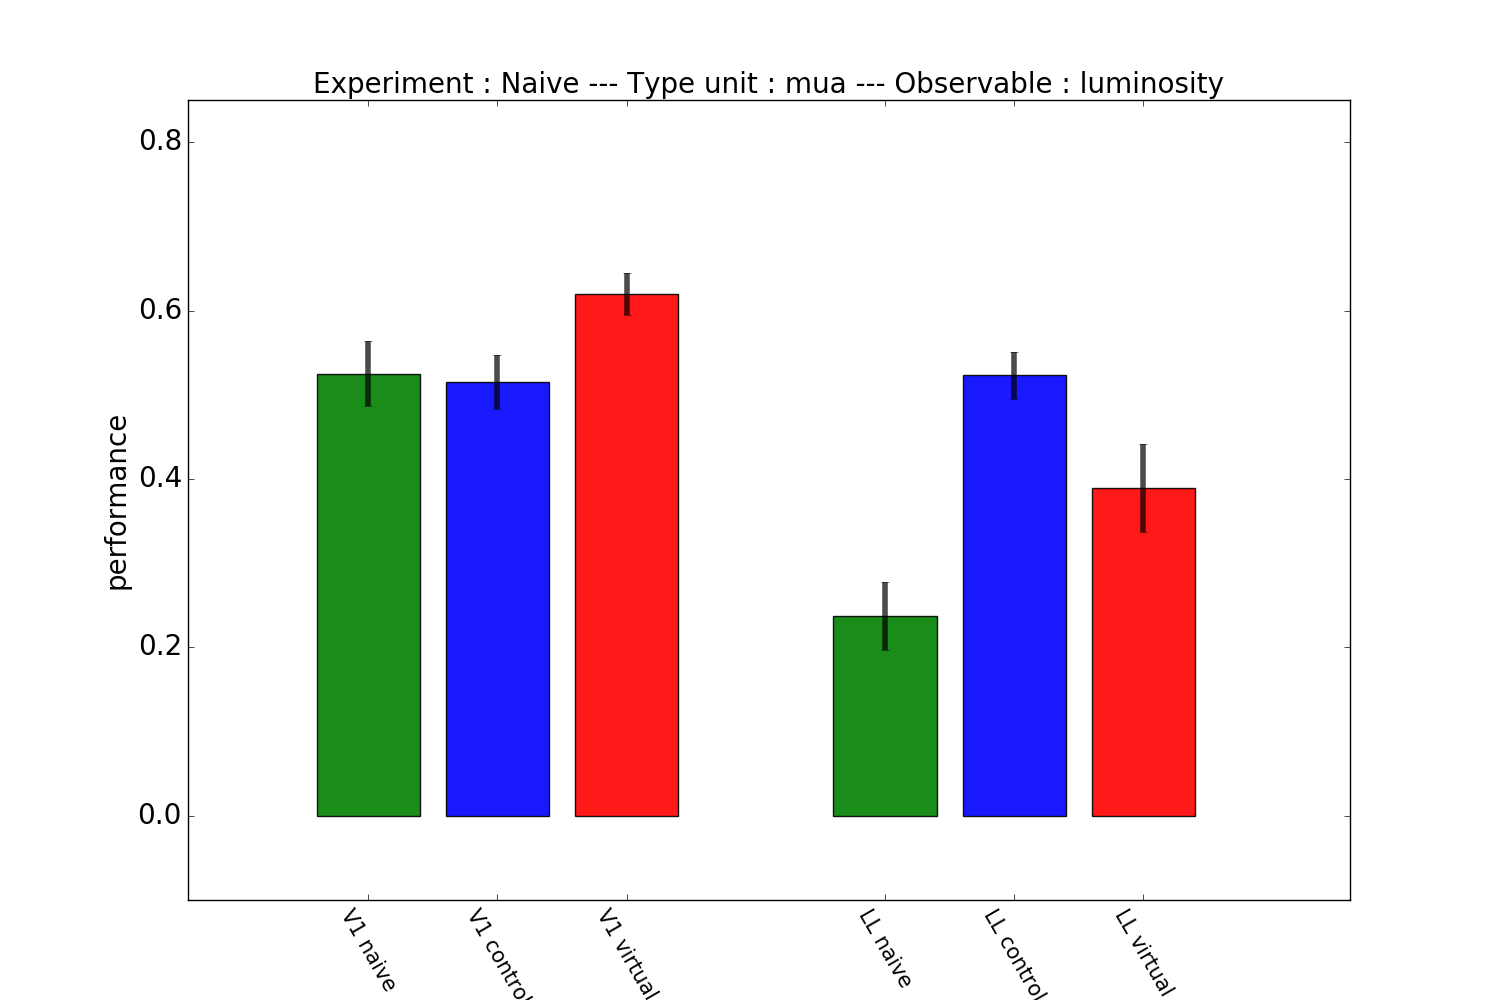 Experiment : Naive --- Type unit : mua --- Observable : luminosity
0.8
0.6
0.4
0.2
0.0
performance
V1 naive
V1 control
V1 virtual
LL naive
LL control
LL virtual